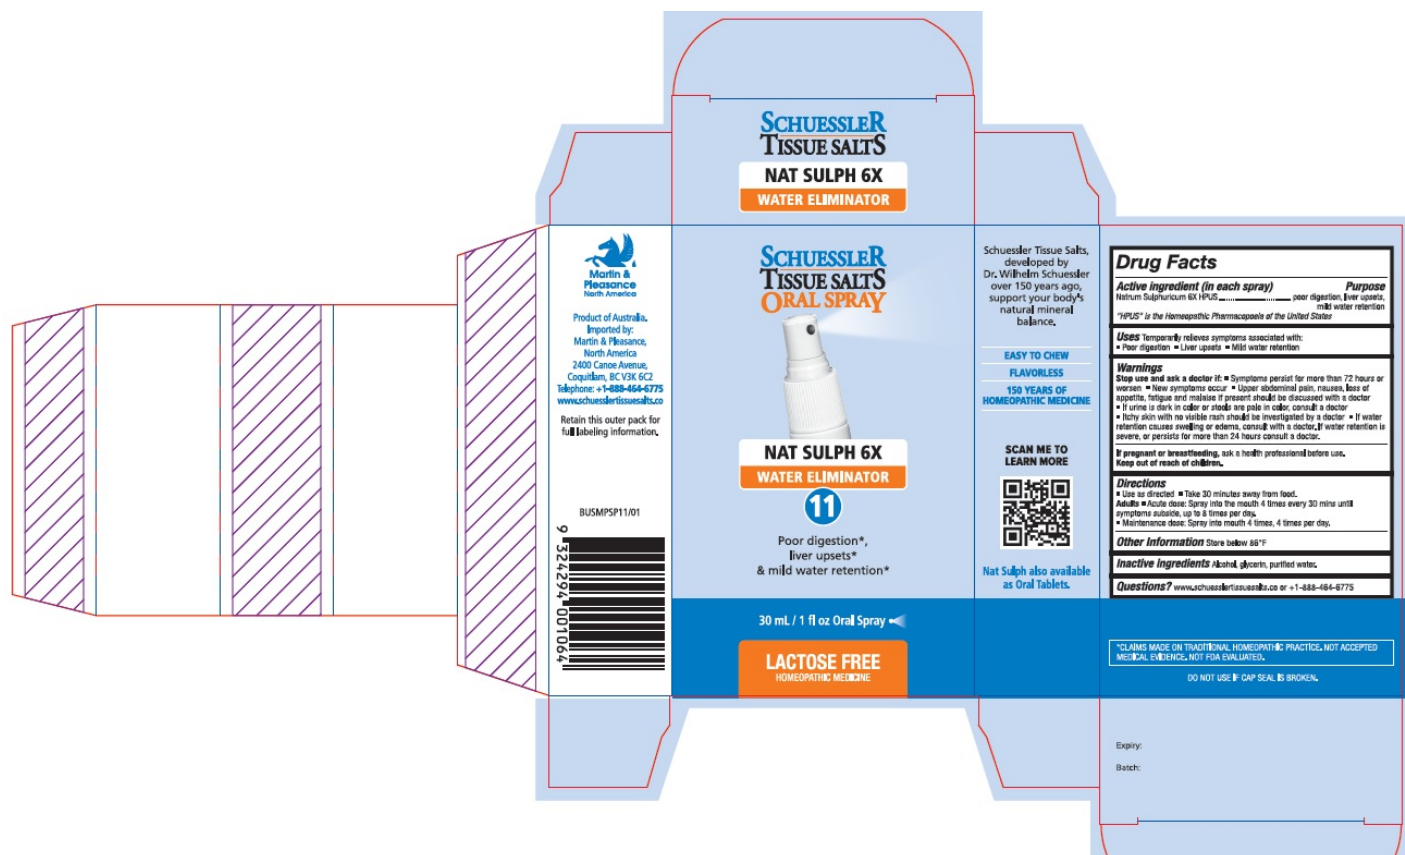 SCHUESSLER
TISSUE SALTS
NAT SULPH 6X
WATER ELIMINATOR
Martin &
Pleasance
North America
Product of Australia.
Imported by:
Martin & Pleasance,
North America
2400 Canoe Avenue,
Coquitlam, BC V3K 6C2
Telephone: +1-888-464-6775
www.schuesslertissuesalts.co
Retain this outer pack for
full labeling information.
BUSMPSP11/01
9 324294 001064
SCHUESSLER
TISSUE SALTS
ORAL SPRAY
NAT SULPH 6X
WATER ELIMINATOR
11
Poor digestion*,
liver upsets*
& mild water retention*
30 mL / 1 fl oz Oral Spray
LACTOSE FREE
HOMEOPATHIC MEDICINE
Schuessler Tissue Salts,
developed by
Dr. Wilhelm Schuessler
over 150 years ago,
support your body's
natural mineral
balance.
EASY TO CHEW
FLAVORLESS
150 YEARS OF
HOMEOPATHIC MEDICINE
SCAN ME TO
LEARN MORE
Nat Sulph also available
as Oral Tablets.
Drug Facts
Active ingredient (in each spray) Purpose
Natrum Sulphuricum 6X HPUS ........................ poor digestion, liver upsets,
mild water retention
"HPUS" is the Homeopathic Pharmacopoeia of the United States
Uses Temporarily relieves symptoms associated with:
▪ Poor digestion ▪ Liver upsets ▪ Mild water retention
Warnings
Stop use and ask a doctor if: ▪ Symptoms persist for more than 72 hours or
worsen ▪ New symptoms occur ▪ Upper abdominal pain, nausea, loss of
appetite, fatigue and malaise if present should be discussed with a doctor
▪ If urine is dark in color or stools are pale in color, consult a doctor
▪ Itchy skin with no visible rash should be investigated by a doctor ▪ If water
retention causes swelling or edema, consult with a doctor. If water retention is
severe, or persists for more than 24 hours consult a doctor.
If pregnant or breastfeeding, ask a health professional before use.
Keep out of reach of children.
Directions
▪ Use as directed ▪ Take 30 minutes away from food.
Adults ▪ Acute dose: Spray into the mouth 4 times every 30 mins until
symptoms subside, up to 8 times per day.
▪ Maintenance dose: Spray into mouth 4 times, 4 times per day.
Other Information Store below 86°F
Inactive ingredients Alcohol, glycerin, purified water.
Questions? www.schuesslertissuesalts.co or +1-888-464-6775
*CLAIMS MADE ON TRADITIONAL HOMEOPATHIC PRACTICE. NOT ACCEPTED
MEDICAL EVIDENCE. NOT FDA EVALUATED.
DO NOT USE IF CAP SEAL IS BROKEN.
Expiry:
Batch: